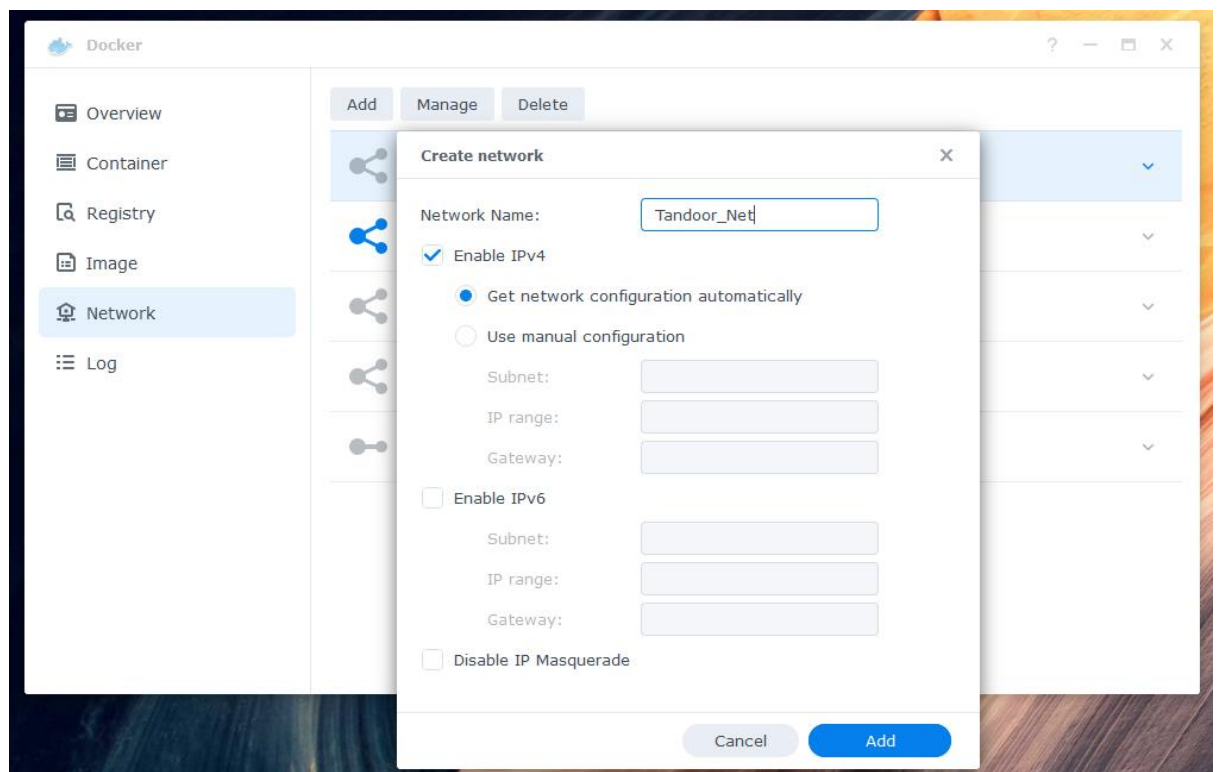 Docker
?
Overview
Container
Registry
Image
Network
Log
Add Manage Delete
Create network
Network Name: Tandoor_Net
Enable IPv4
Get network configuration automatically
Use manual configuration
Subnet:
IP range:
Gateway:
Enable IPv6
Subnet:
IP range:
Gateway:
Disable IP Masquerade
Cancel Add